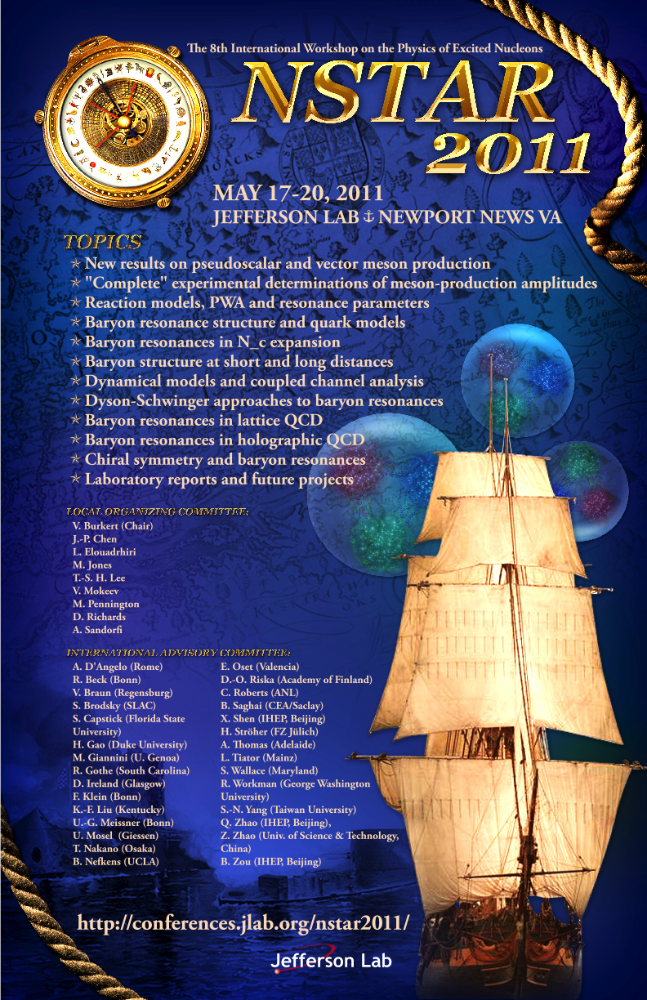 The 8th International Workshop on the Physics of Excited Nucleons
NSTAR
2011
MAY 17-20, 2011
JEFFERSON LAB ⚓ NEWPORT NEWS VA
TOPICS
✯ New results on pseudoscalar and vector meson production
✯ "Complete" experimental determinations of meson-production amplitudes
✯ Reaction models, PWA and resonance parameters
✯ Baryon resonance structure and quark models
✯ Baryon resonances in N_c expansion
✯ Baryon structure at short and long distances
✯ Dynamical models and coupled channel analysis
✯ Dyson-Schwinger approaches to baryon resonances
✯ Baryon resonances in lattice QCD
✯ Baryon resonances in holographic QCD
✯ Chiral symmetry and baryon resonances
✯ Laboratory reports and future projects
LOCAL ORGANIZING COMMITTEE:
V. Burkert (Chair)
J.-P. Chen
L. Elouadrhiri
M. Jones
T.-S. H. Lee
V. Mokeev
M. Pennington
D. Richards
A. Sandorfi
INTERNATIONAL ADVISORY COMMITTEE:
A. D'Angelo (Rome)
R. Beck (Bonn)
V. Braun (Regensburg)
S. Brodsky (SLAC)
S. Capstick (Florida State
University)
H. Gao (Duke University)
M. Giannini (U. Genoa)
R. Gothe (South Carolina)
D. Ireland (Glasgow)
F. Klein (Bonn)
K.-F. Liu (Kentucky)
U.-G. Meissner (Bonn)
U. Mosel (Giessen)
T. Nakano (Osaka)
B. Nefkens (UCLA)
E. Oset (Valencia)
D.-O. Riska (Academy of Finland)
C. Roberts (ANL)
B. Saghai (CEA/Saclay)
X. Shen (IHEP, Beijing)
H. Ströher (FZ Jülich)
A. Thomas (Adelaide)
L. Tiator (Mainz)
S. Wallace (Maryland)
R. Workman (George Washington
University)
S.-N. Yang (Taiwan University)
Q. Zhao (IHEP, Beijing),
Z. Zhao (Univ. of Science & Technology,
China)
B. Zou (IHEP, Beijing)
http://conferences.jlab.org/nstar2011/
Jefferson Lab